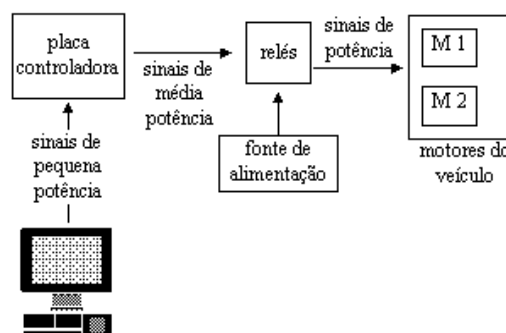 placa
controladora
sinais de
média
potência
relés
sinais de
potência
M 1
M 2
motores do
veículo
fonte de
alimentação
sinais de
pequena
potência